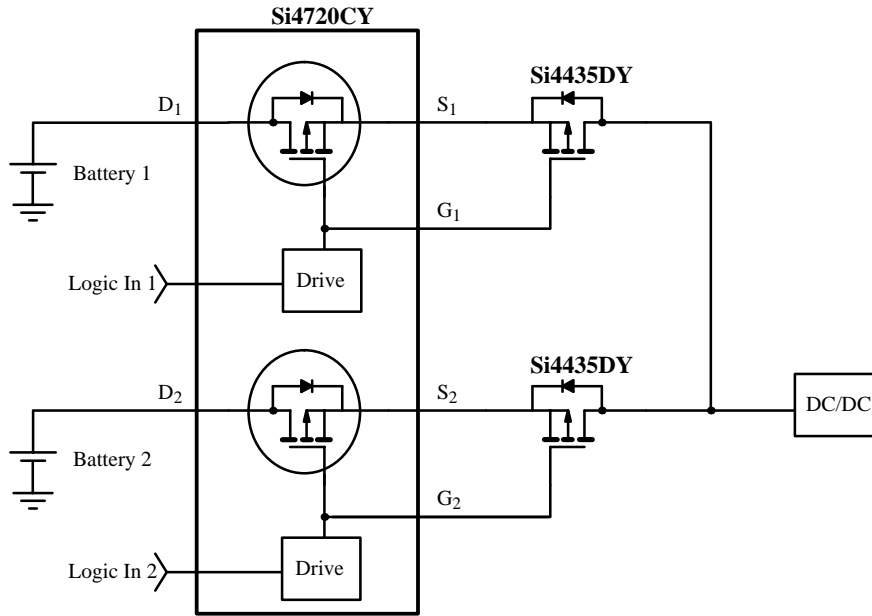 Si4720CY
Si4435DY
D1
S1
Battery 1
G1
Logic In 1
Drive
Si4435DY
D2
S2
DC/DC
Battery 2
G2
Logic In 2
Drive